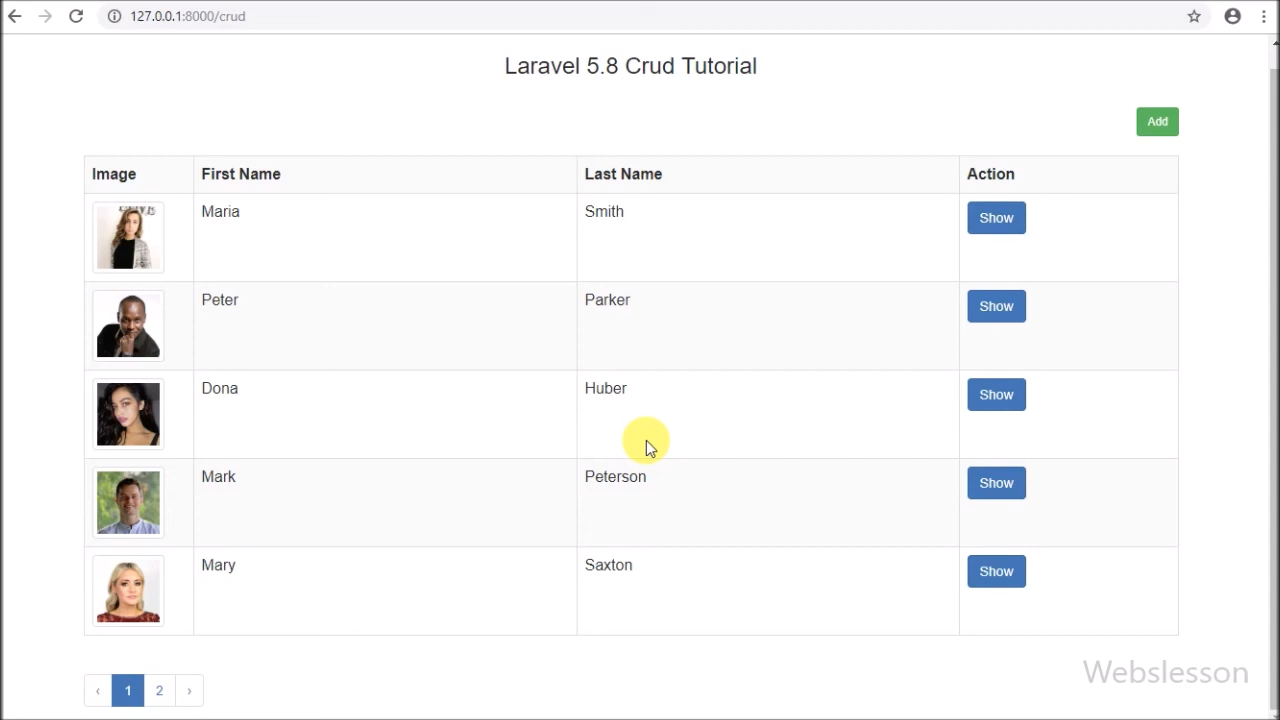 127.0.0.1:8000/crud
Laravel 5.8 Crud Tutorial
Add
Image First Name Last Name Action
Maria Smith Show
Peter Parker Show
Dona Huber Show
Mark Peterson Show
Mary Saxton Show
‹ 1 2 ›
Webslesson